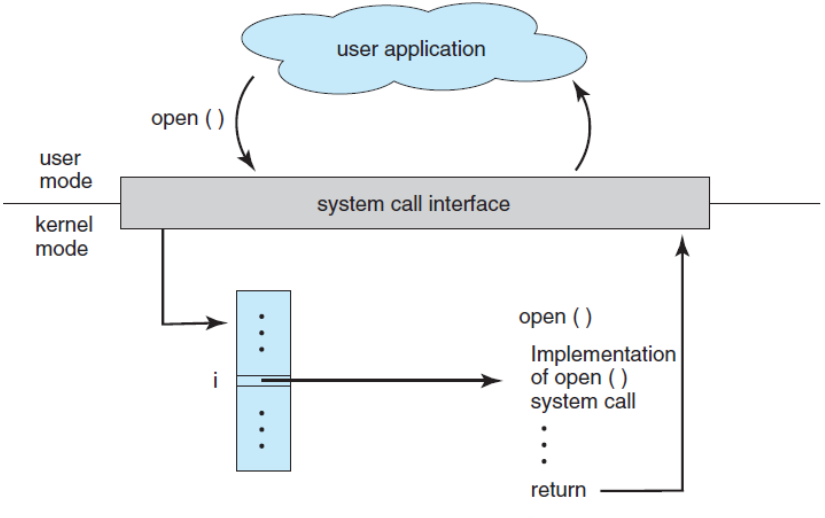 user application
open ( )
user
mode
system call interface
kernel
mode
open ( )
Implementation
of open ( )
system call
i
return